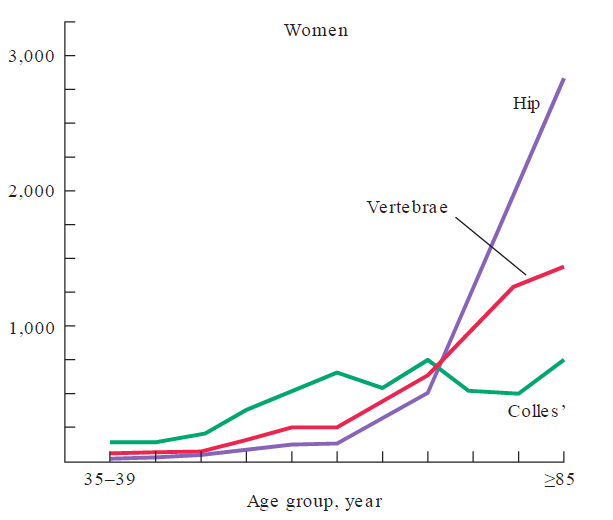 Women
3,000
Hip
2,000
Vertebrae
1,000
Colles’
35–39
≥85
Age group, year